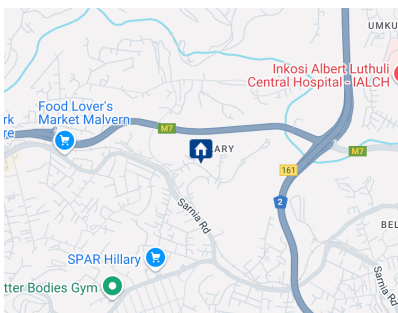 UMKU
Inkosi Albert Luthuli
Central Hospital - IALCH
Food Lover's
Market Malvern
rk
re
M7
ARY
M7
161
2
Sarnia Rd
BEL
SPAR Hillary
Sarnia Rd
tter Bodies Gym